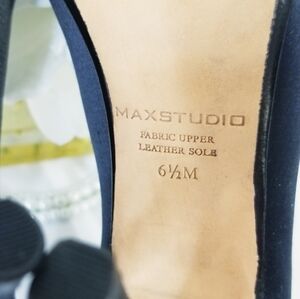 MAXSTUDIO
FABRIC UPPER
LEATHER SOLE
6½M